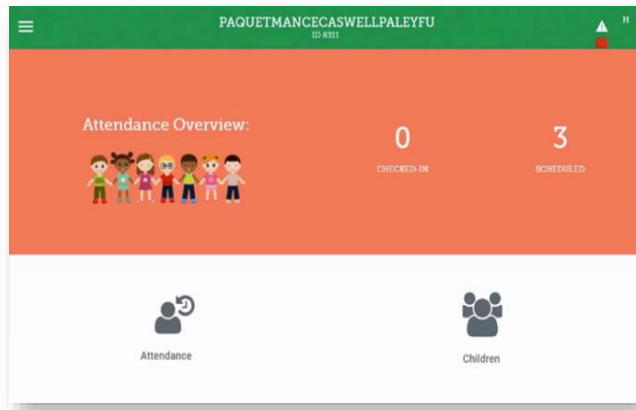 PAQUETMANCECASWELLPALEYFU
ID 8311
H
Attendance Overview:
0
CHECKED-IN
3
SCHEDULED
Attendance
Children